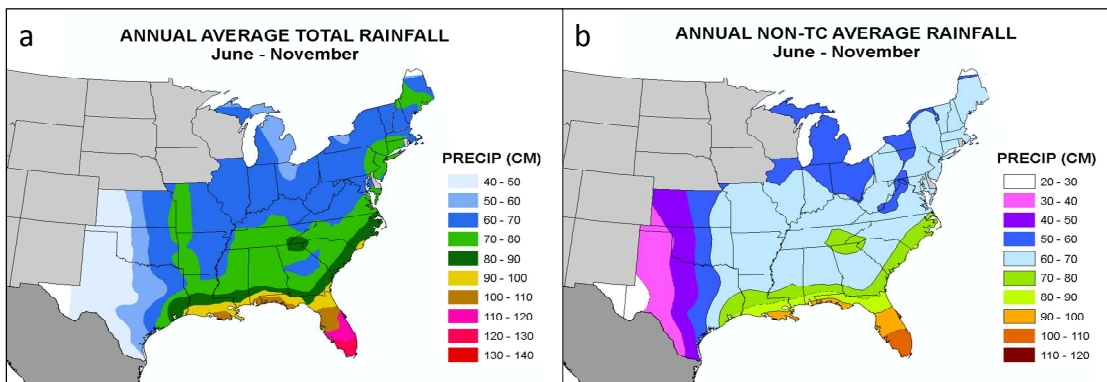 a
ANNUAL AVERAGE TOTAL RAINFALL
June - November
PRECIP (CM)
40 - 50
50 - 60
60 - 70
70 - 80
80 - 90
90 - 100
100 - 110
110 - 120
120 - 130
130 - 140
b
ANNUAL NON-TC AVERAGE RAINFALL
June - November
PRECIP (CM)
20 - 30
30 - 40
40 - 50
50 - 60
60 - 70
70 - 80
80 - 90
90 - 100
100 - 110
110 - 120